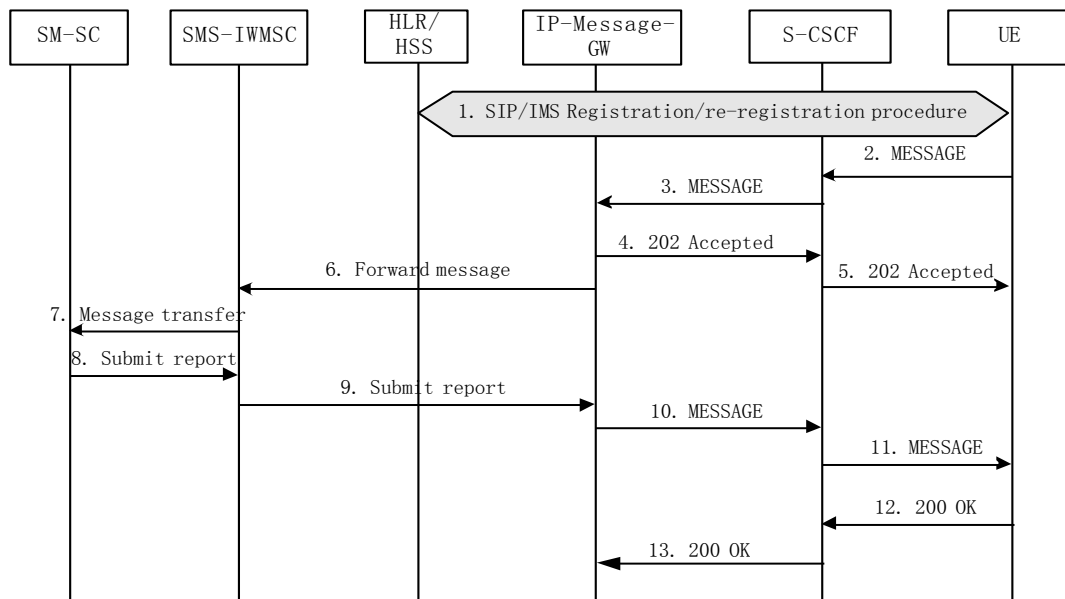 SM-SC
SMS-IWMSC
HLR/
HSS
IP-Message-
GW
S-CSCF
UE
1. SIP/IMS Registration/re-registration procedure
2. MESSAGE
3. MESSAGE
4. 202 Accepted
5. 202 Accepted
6. Forward message
7. Message transfer
8. Submit report
9. Submit report
10. MESSAGE
11. MESSAGE
12. 200 OK
13. 200 OK